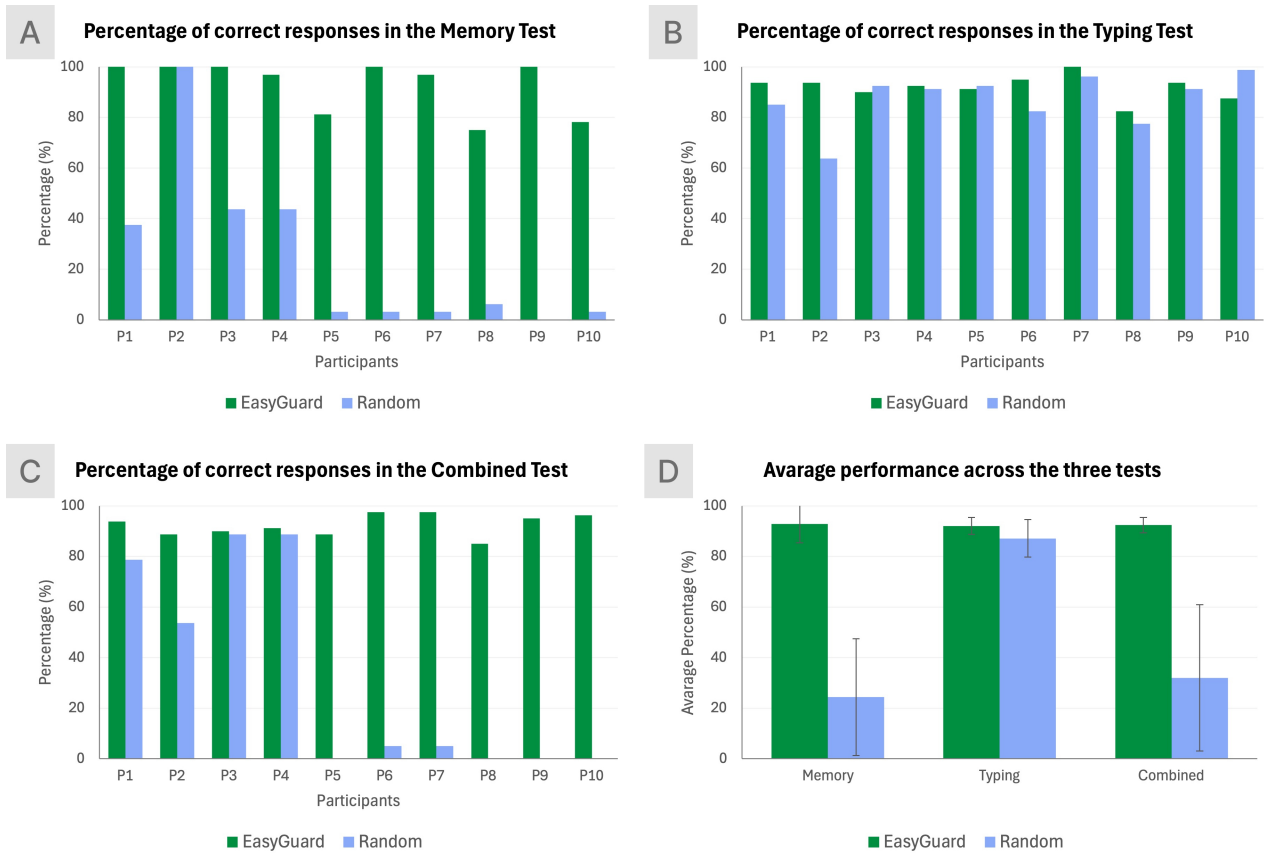 A
Percentage of correct responses in the Memory Test
100
80
60
40
20
0
Percentage (%)
P1 P2 P3 P4 P5 P6 P7 P8 P9 P10
Participants
EasyGuard Random
B
Percentage of correct responses in the Typing Test
100
80
60
40
20
0
Percentage (%)
P1 P2 P3 P4 P5 P6 P7 P8 P9 P10
Participants
EasyGuard Random
C
Percentage of correct responses in the Combined Test
100
80
60
40
20
0
Percentage (%)
P1 P2 P3 P4 P5 P6 P7 P8 P9 P10
Participants
EasyGuard Random
D
Avarage performance across the three tests
100
80
60
40
20
0
Avarage Percentage (%)
Memory Typing Combined
EasyGuard Random